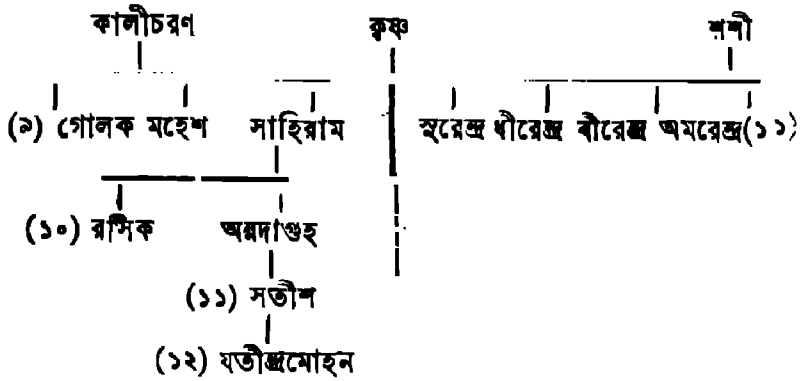 কালীচরণ কৃষ্ণ শশী
(৯) গোলক মহেশ সাহিরাম সুরেন্দ্র ধীরেন্দ্র বীরেন্দ্র অমরেন্দ্র(১১)
(১০) রসিক অন্নদাগুহ
(১১) সতীশ
(১২) যতীন্দ্রমোহন